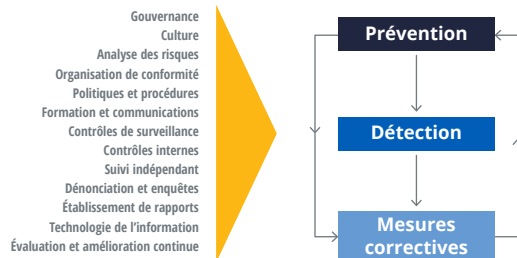 Gouvernance
Culture
Analyse des risques
Organisation de conformité
Politiques et procédures
Formation et communications
Contrôles de surveillance
Contrôles internes
Suivi indépendant
Dénonciation et enquêtes
Établissement de rapports
Technologie de l'information
Évaluation et amélioration continue
Prévention
Détection
Mesures
correctives